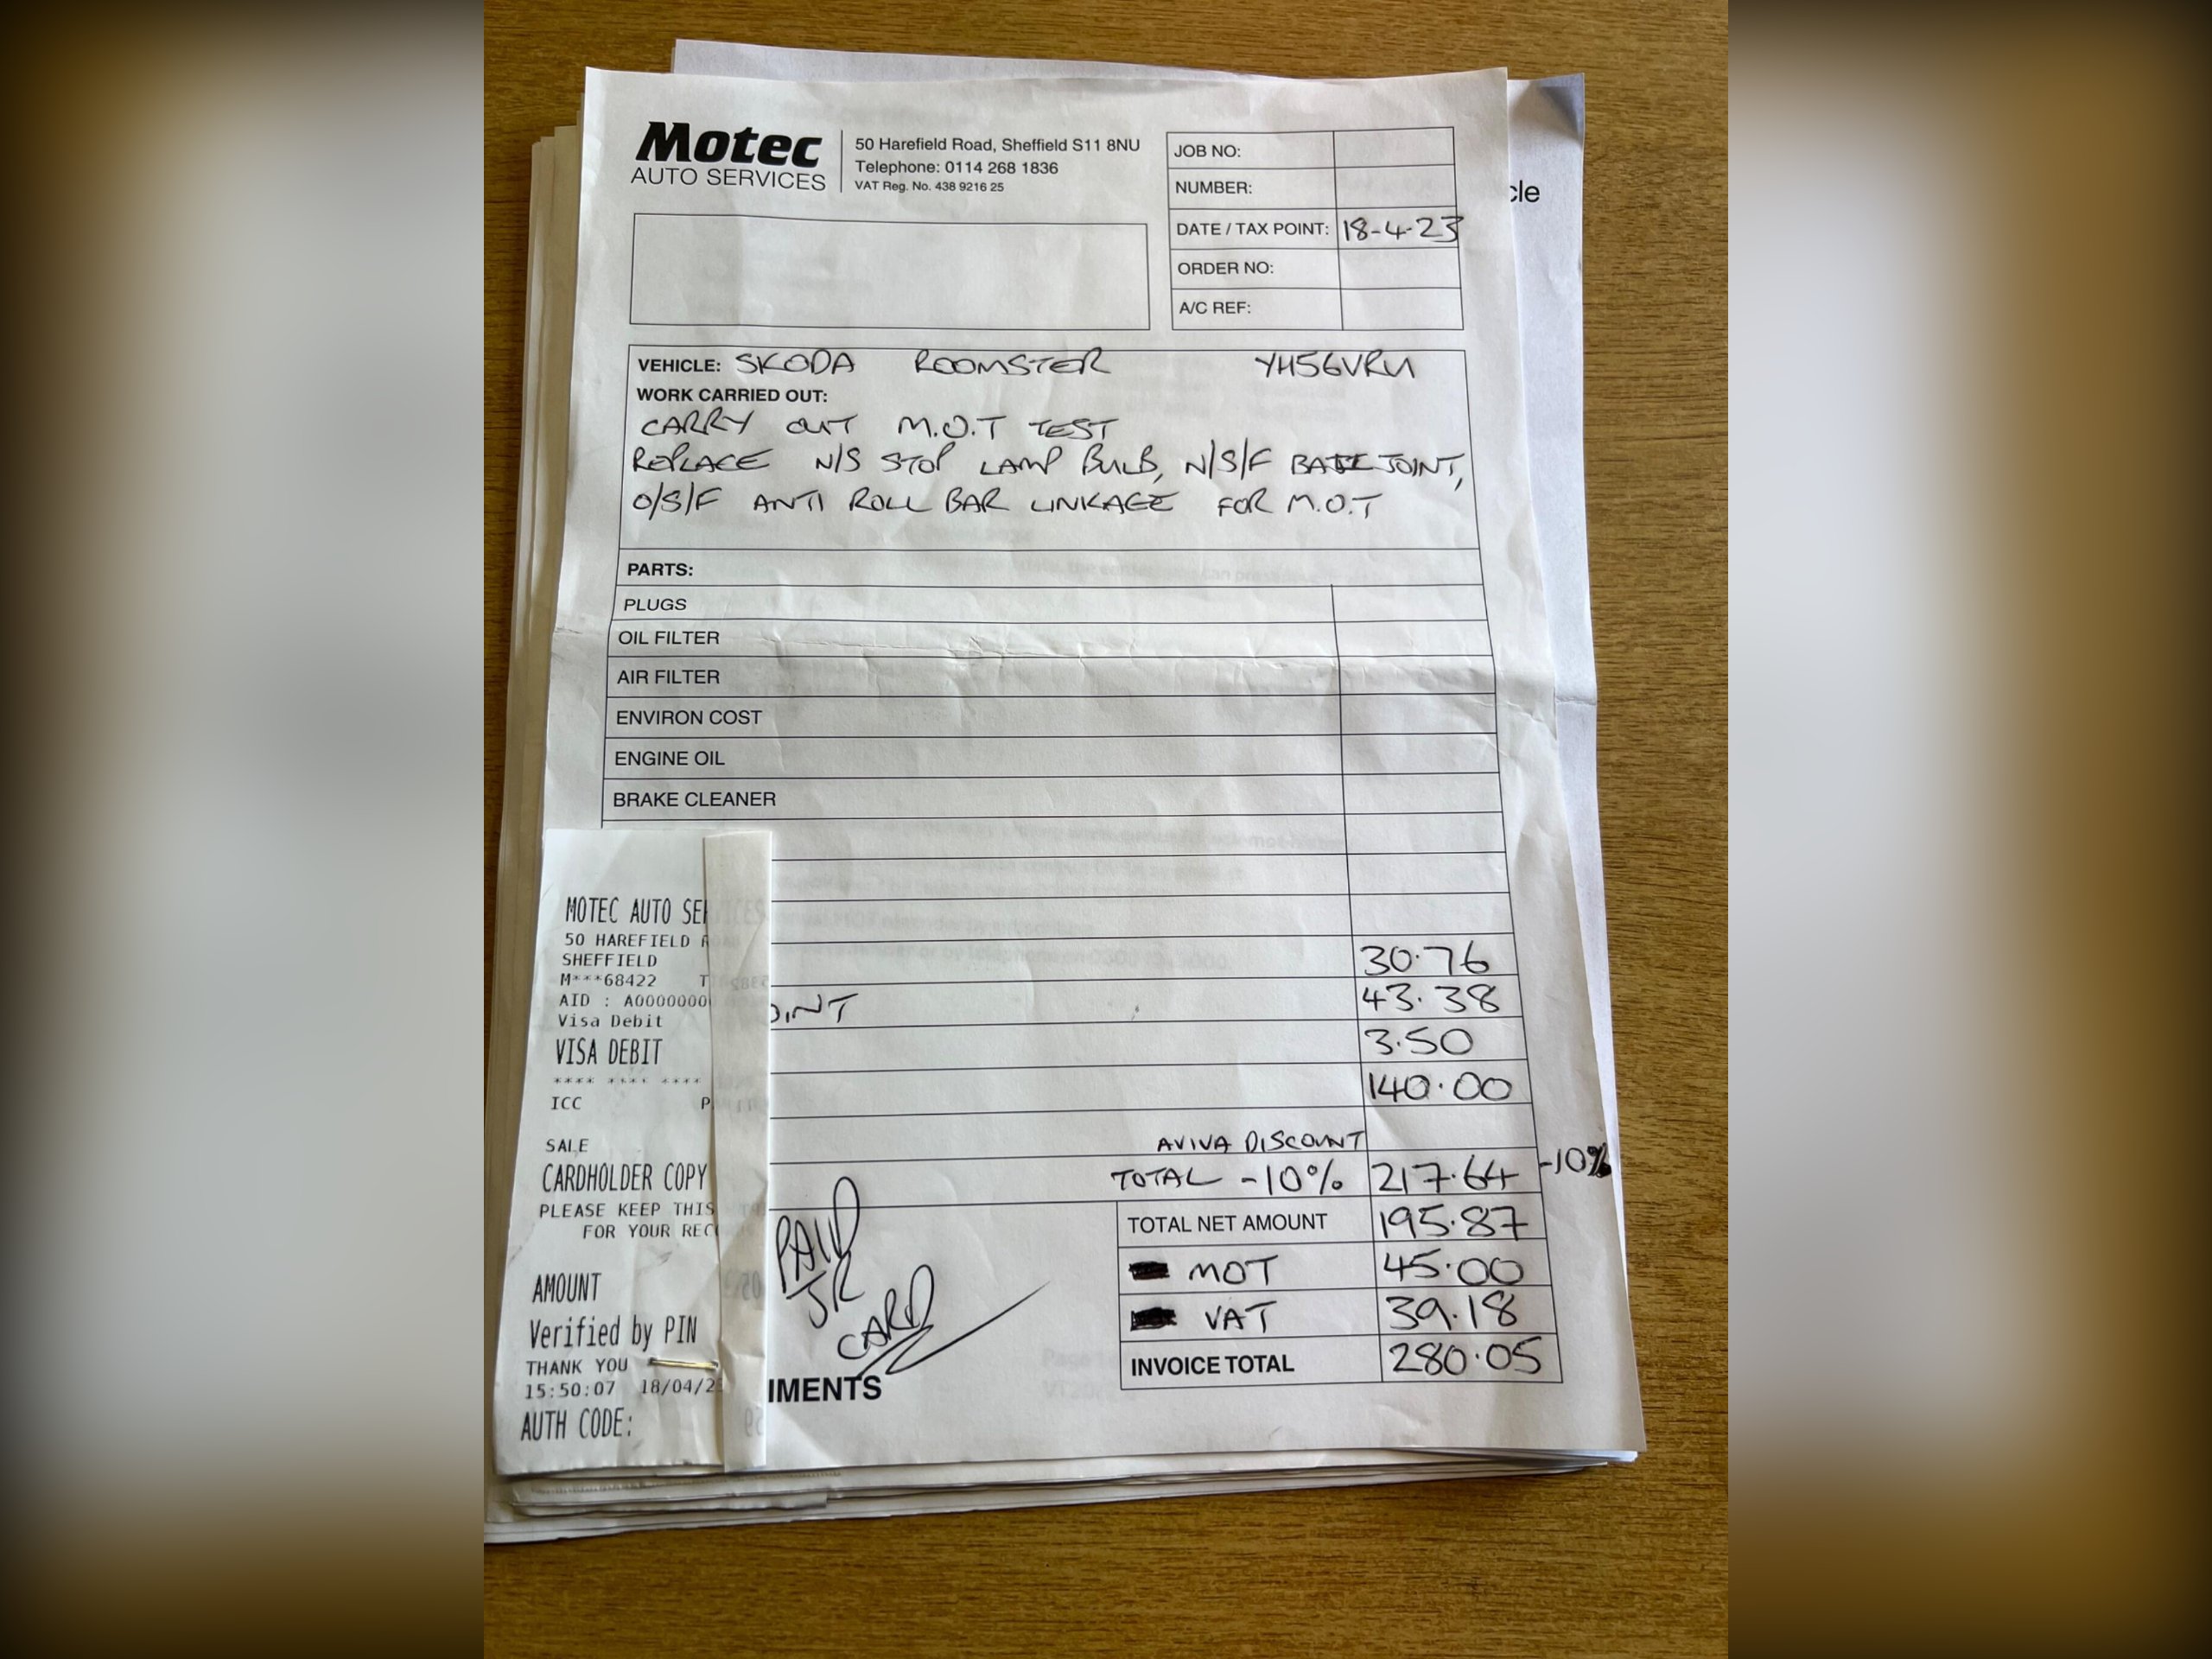 Motec
AUTO SERVICES
50 Harefield Road, Sheffield S11 8NU
Telephone: 0114 268 1836
VAT Reg. No. 438 9216 25
JOB NO:
NUMBER:
DATE / TAX POINT: 18-4-23
ORDER NO:
A/C REF:
cle
VEHICLE: SKODA ROOMSTER YH56VRU
WORK CARRIED OUT:
CARRY OUT M.O.T TEST
REPLACE N/S STOP LAMP BULB, N/S/F BALL JOINT,
O/S/F ANTI ROLL BAR LINKAGE FOR M.O.T
PARTS:
PLUGS
OIL FILTER
AIR FILTER
ENVIRON COST
ENGINE OIL
BRAKE CLEANER
30.76
OINT 43.38
3.50
140.00
AVIVA DISCOUNT
TOTAL -10% 217.64 -10%
TOTAL NET AMOUNT 195.87
MOT 45.00
VAT 39.18
INVOICE TOTAL 280.05
PAID
CARD
MENTS
MOTEC AUTO SER
50 HAREFIELD R
SHEFFIELD
M***68422 T
AID : A0000000
Visa Debit
VISA DEBIT
**** **** ****
ICC P
SALE
CARDHOLDER COPY
PLEASE KEEP THIS
FOR YOUR REC
AMOUNT
Verified by PIN
THANK YOU
15:50:07 18/04/2
AUTH CODE: